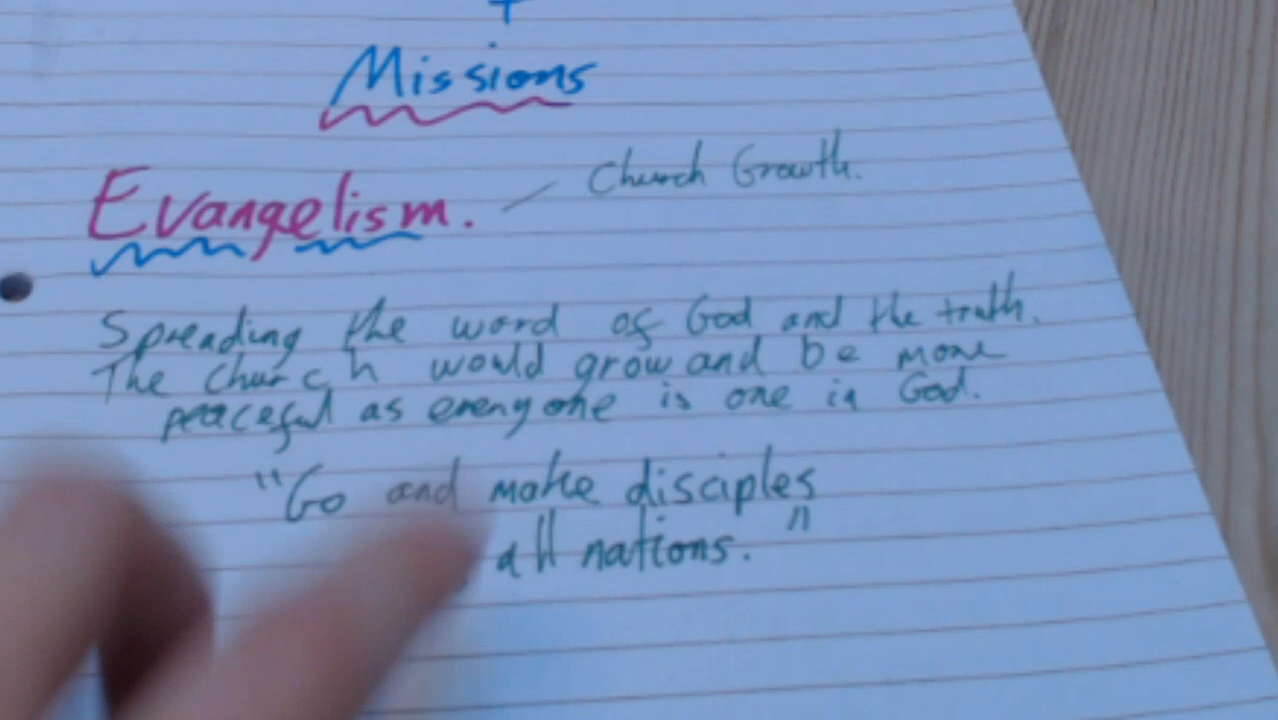 Missions
Evangelism. - Church Growth.
Spreading the word of God and the truth.
The church would grow and be more
peaceful as everyone is one in God.
"Go and make disciples
all nations."